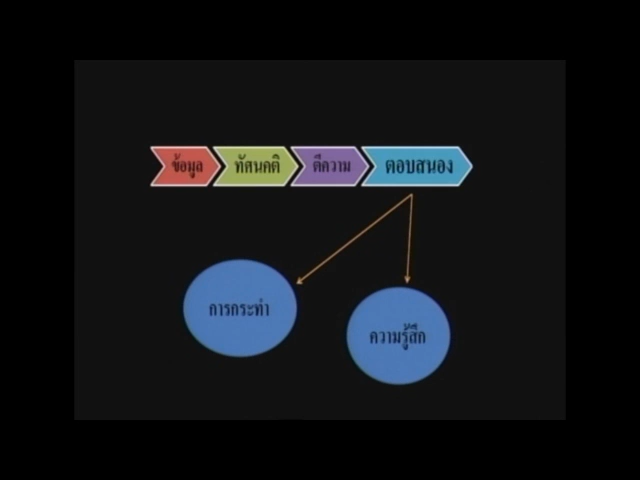 ข้อมูล
ทัศนคติ
ตีความ
ตอบสนอง
การกระทำ
ความรู้สึก